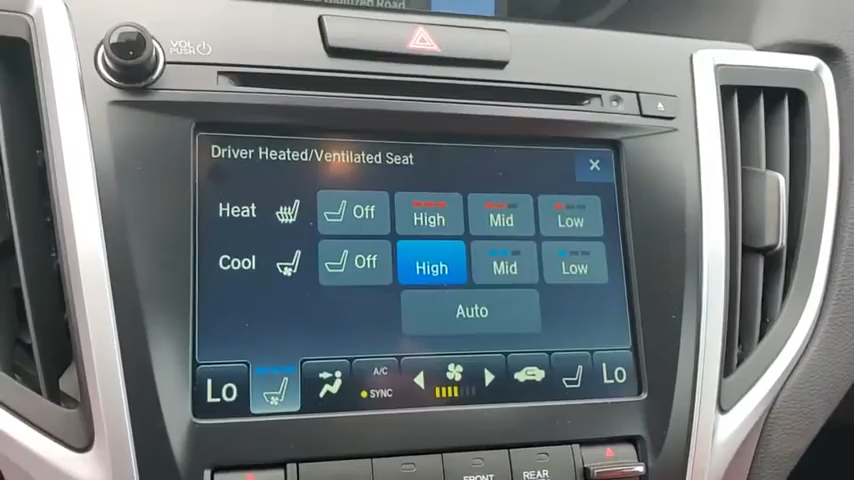 VOL
PUSH
Driver Heated/Ventilated Seat
Heat Off High Mid Low
Cool Off High Mid Low
Auto
Lo A/C SYNC Lo
FRONT REAR